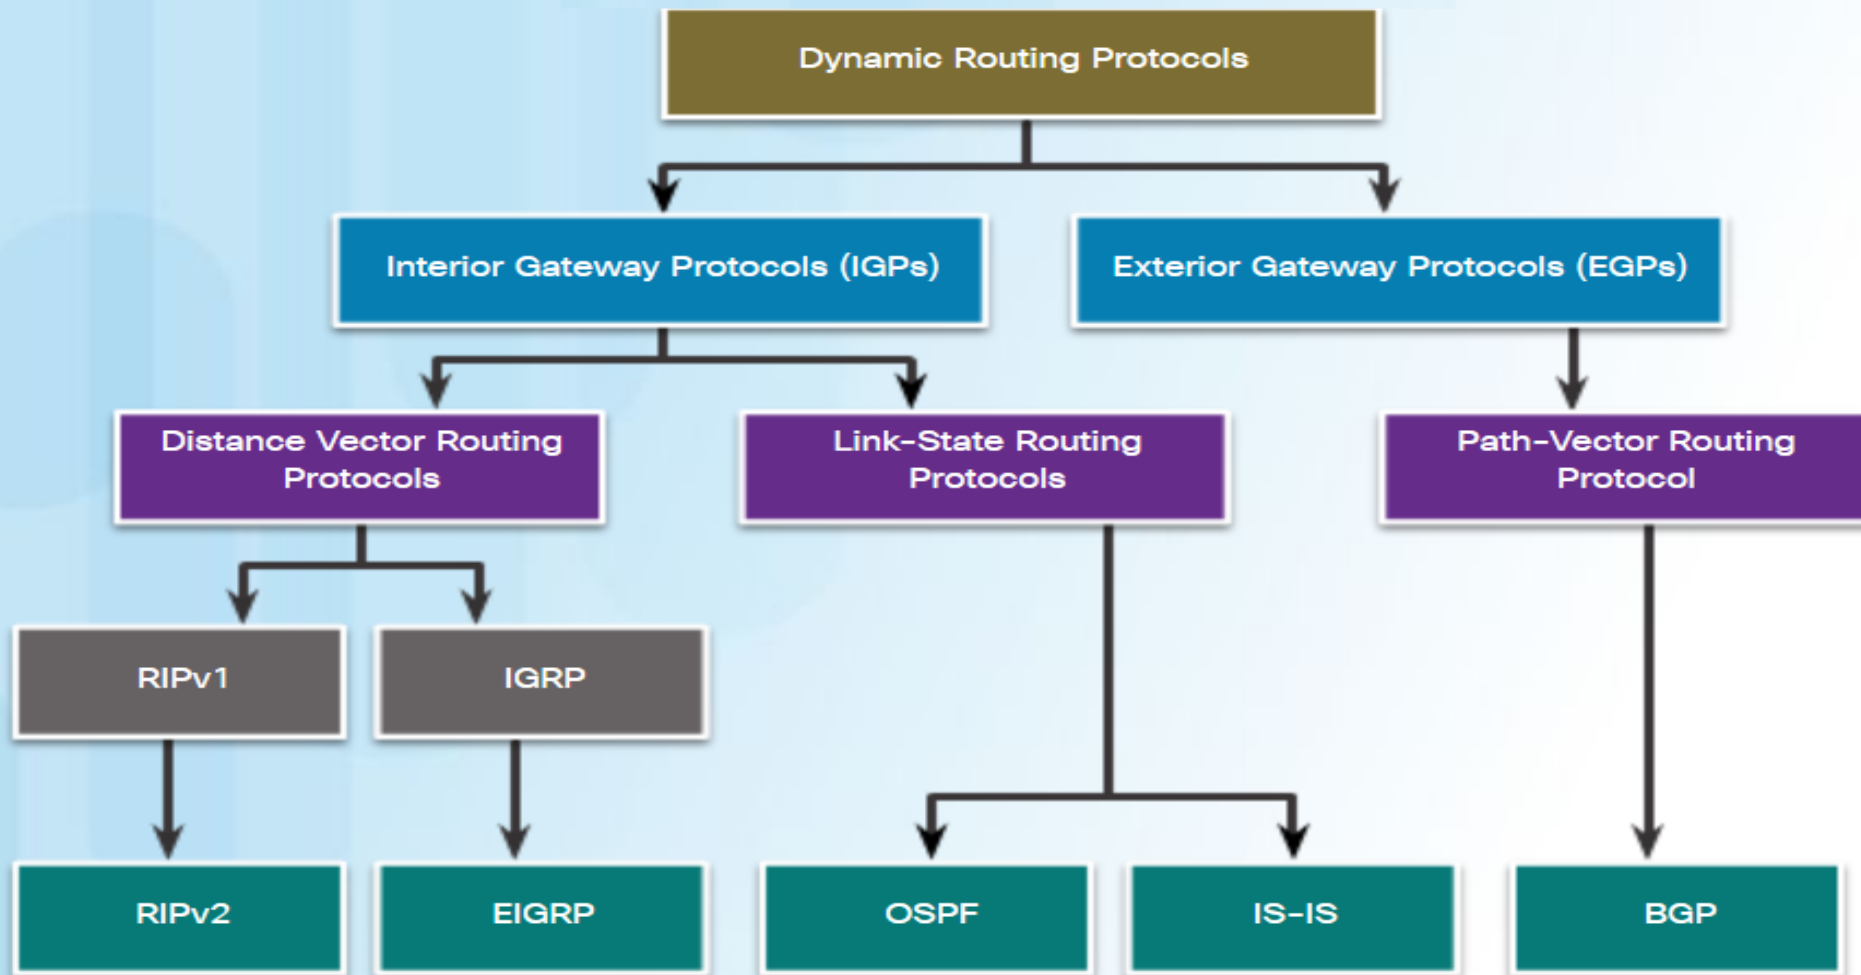 Dynamic Routing Protocols
Interior Gateway Protocols (IGPs)
Exterior Gateway Protocols (EGPs)
Distance Vector Routing
Protocols
Link-State Routing
Protocols
Path-Vector Routing
Protocol
RIPv1
IGRP
RIPv2
EIGRP
OSPF
IS-IS
BGP